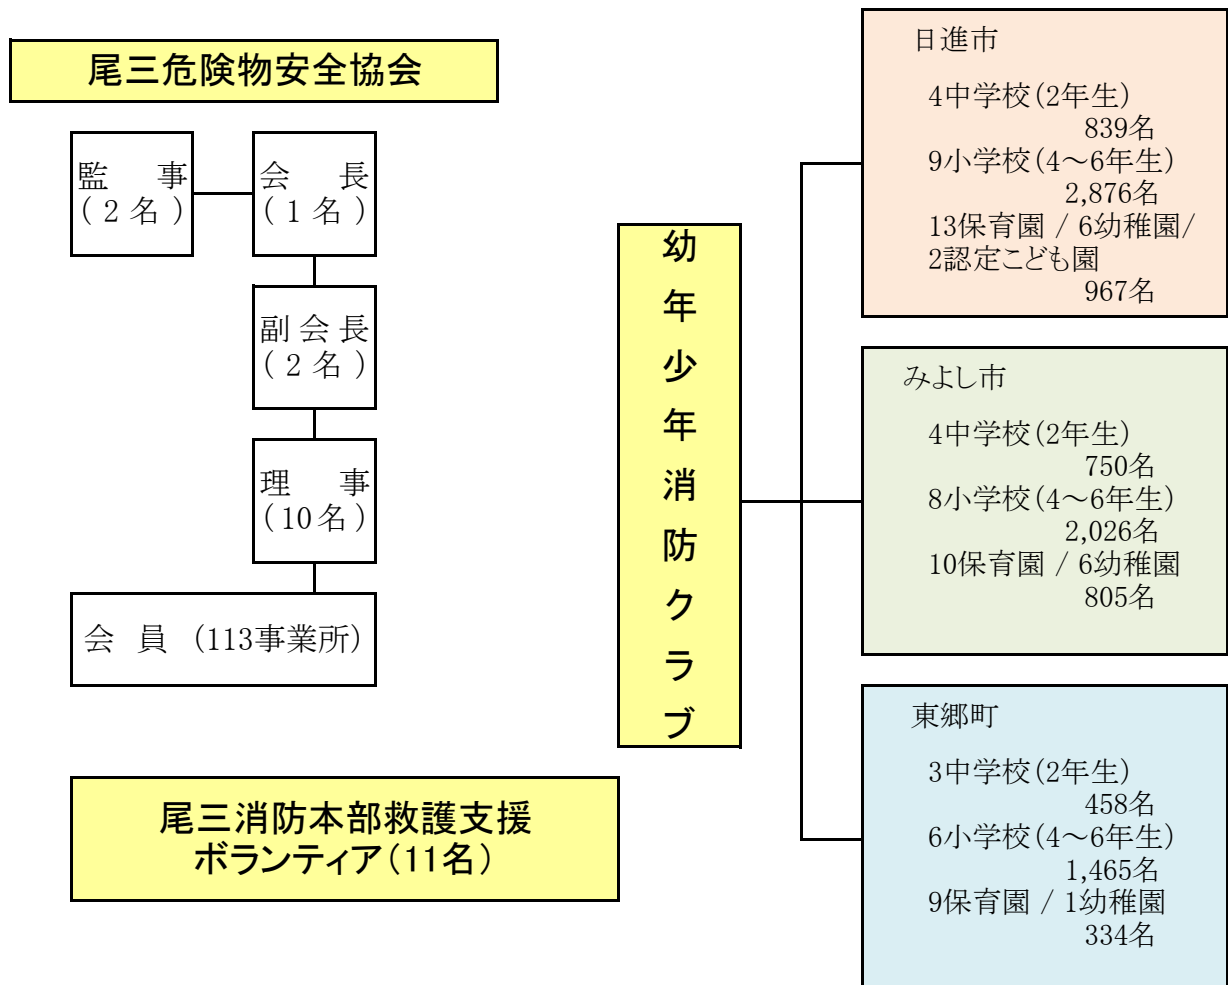 尾三危険物安全協会
監　事
(2名)
会　長
(1名)
副会長
(2名)
理　事
(10名)
会　員　(113事業所)
尾三消防本部救護支援
ボランティア(11名)
幼年少年消防クラブ
日進市
4中学校(2年生)
839名
9小学校(4～6年生)
2,876名
13保育園 / 6幼稚園/
2認定こども園
967名
みよし市
4中学校(2年生)
750名
8小学校(4～6年生)
2,026名
10保育園 / 6幼稚園
805名
東郷町
3中学校(2年生)
458名
6小学校(4～6年生)
1,465名
9保育園 / 1幼稚園
334名